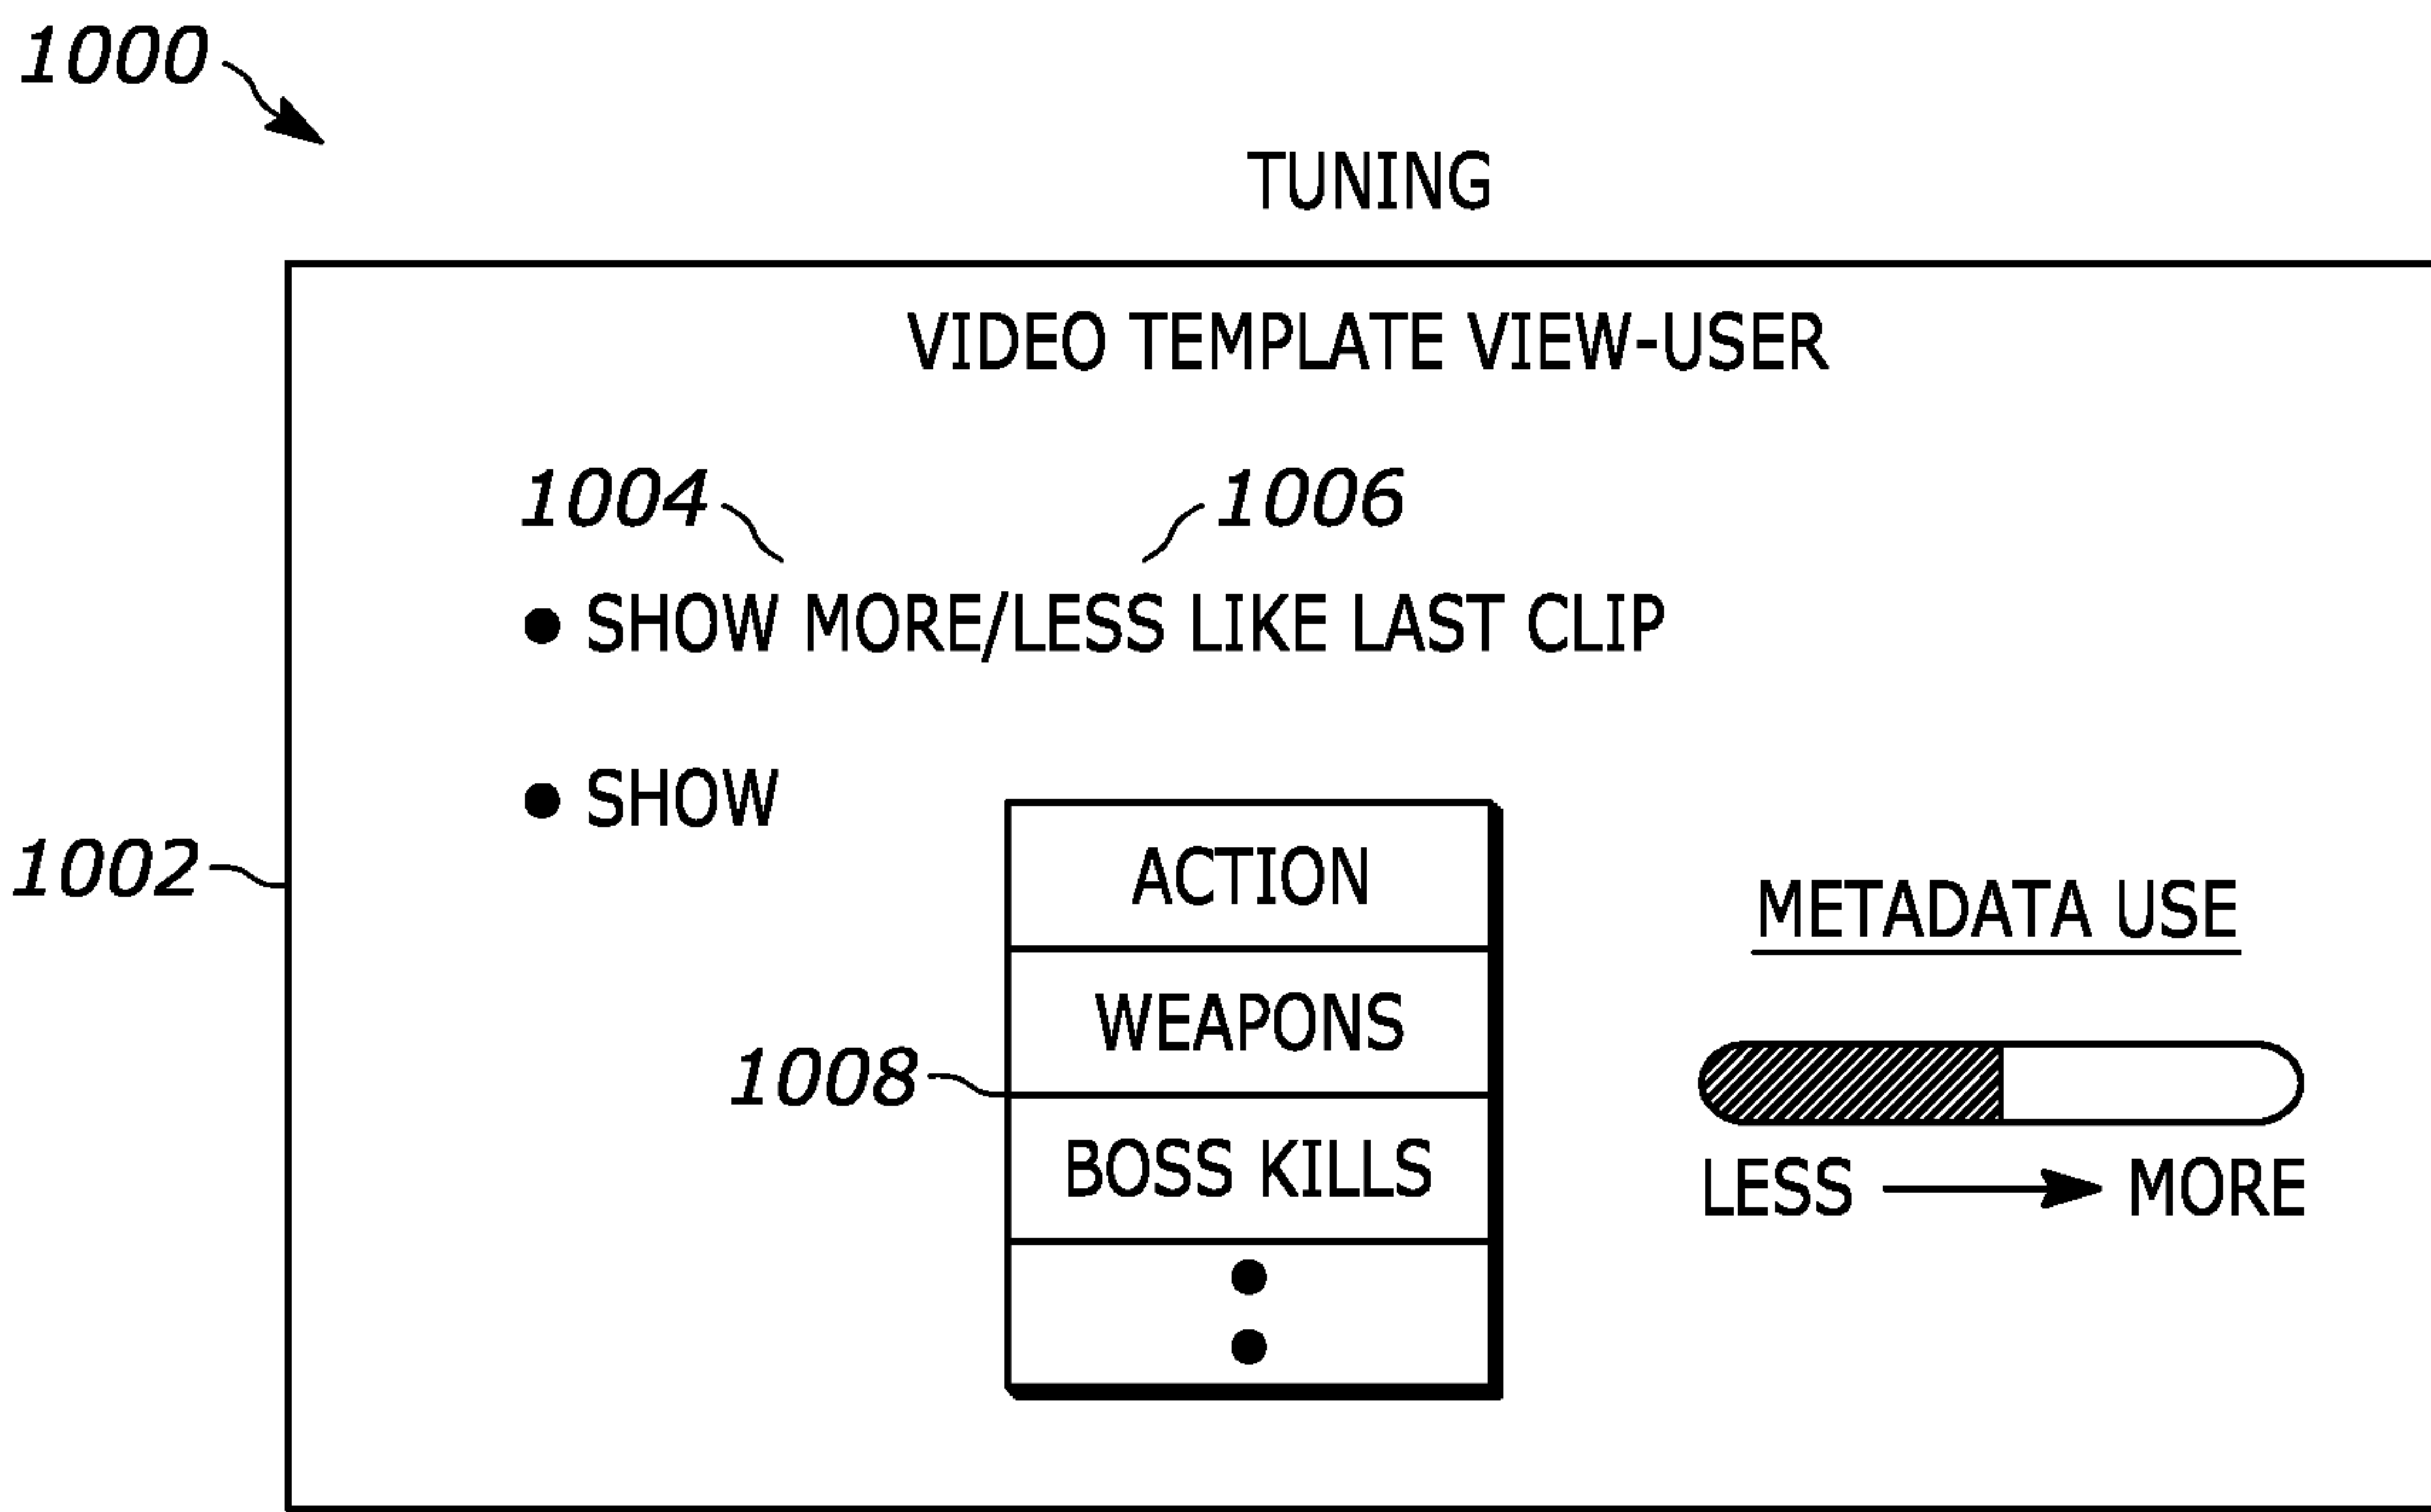 1000
TUNING
VIDEO TEMPLATE VIEW-USER
1004 1006
● SHOW MORE/LESS LIKE LAST CLIP
● SHOW
1002
ACTION
WEAPONS
1008
BOSS KILLS
METADATA USE
LESS MORE